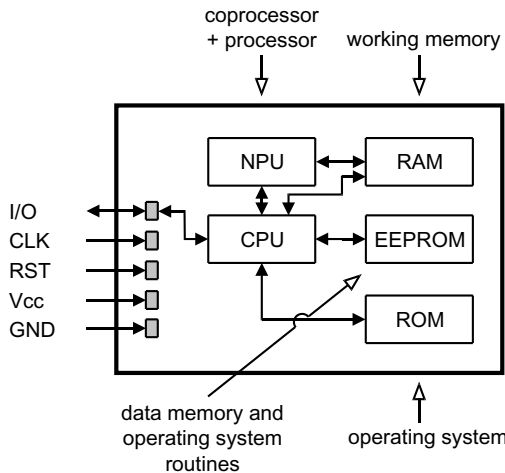 coprocessor
+ processor
working memory
NPU
RAM
I/O
CLK
CPU
EEPROM
RST
Vcc
GND
ROM
data memory and
operating system
routines
operating system